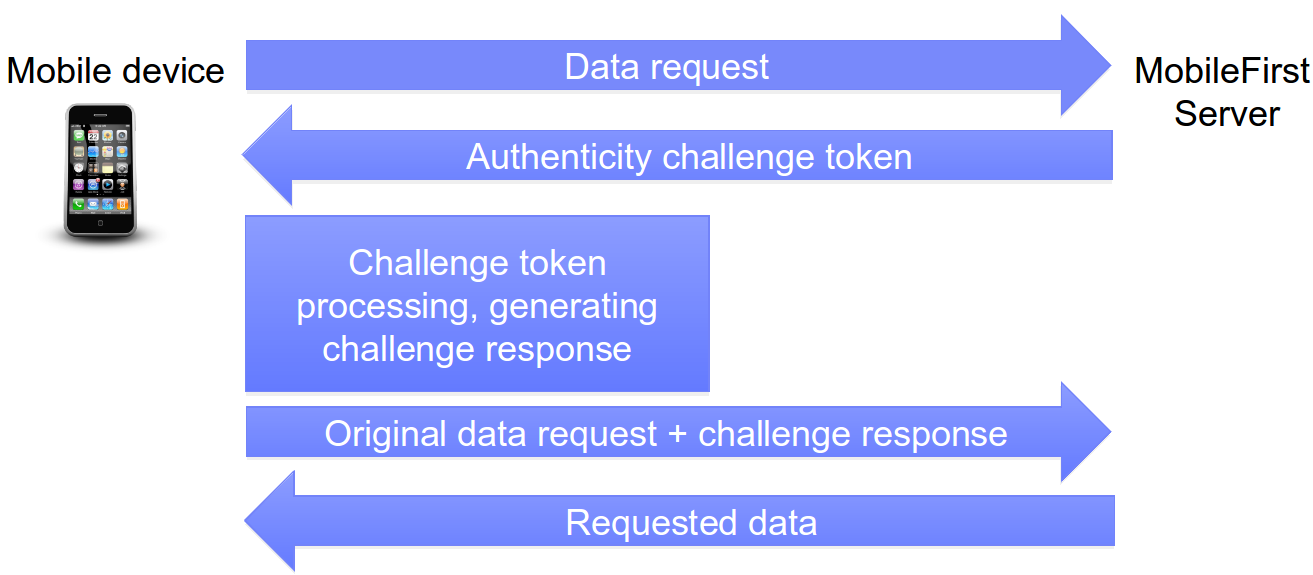 Data request
Mobile device
MobileFirst
Server
Authenticity challenge token
Challenge token
processing, generating
challenge response
Original data request + challenge response
Requested data